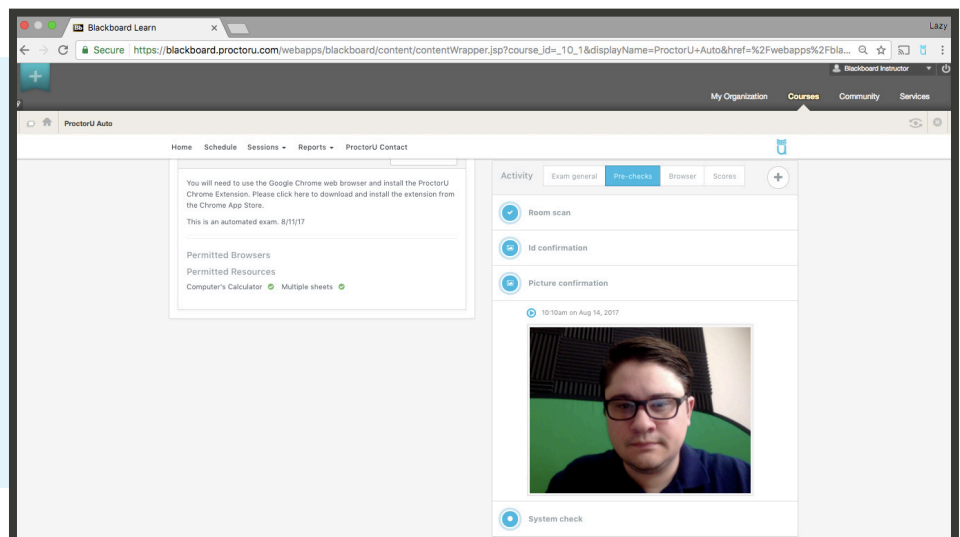 Blackboard Learn
Lazy
Secure https://blackboard.proctoru.com/webapps/blackboard/content/contentWrapper.jsp?course_id=_10_1&displayName=ProctorU+Auto&href=%2Fwebapps%2Fbla...
Blackboard Instructor
My Organization Courses Community Services
ProctorU Auto
Home Schedule Sessions Reports ProctorU Contact
Activity Exam general Pre-checks Browser Scores
You will need to use the Google Chrome web browser and install the ProctorU
Chrome Extension. Please click here to download and install the extension from
the Chrome App Store.
This is an automated exam. 8/11/17
Permitted Browsers
Permitted Resources
Computer's Calculator Multiple sheets
Room scan
Id confirmation
Picture confirmation
10:10am on Aug 14, 2017
System check